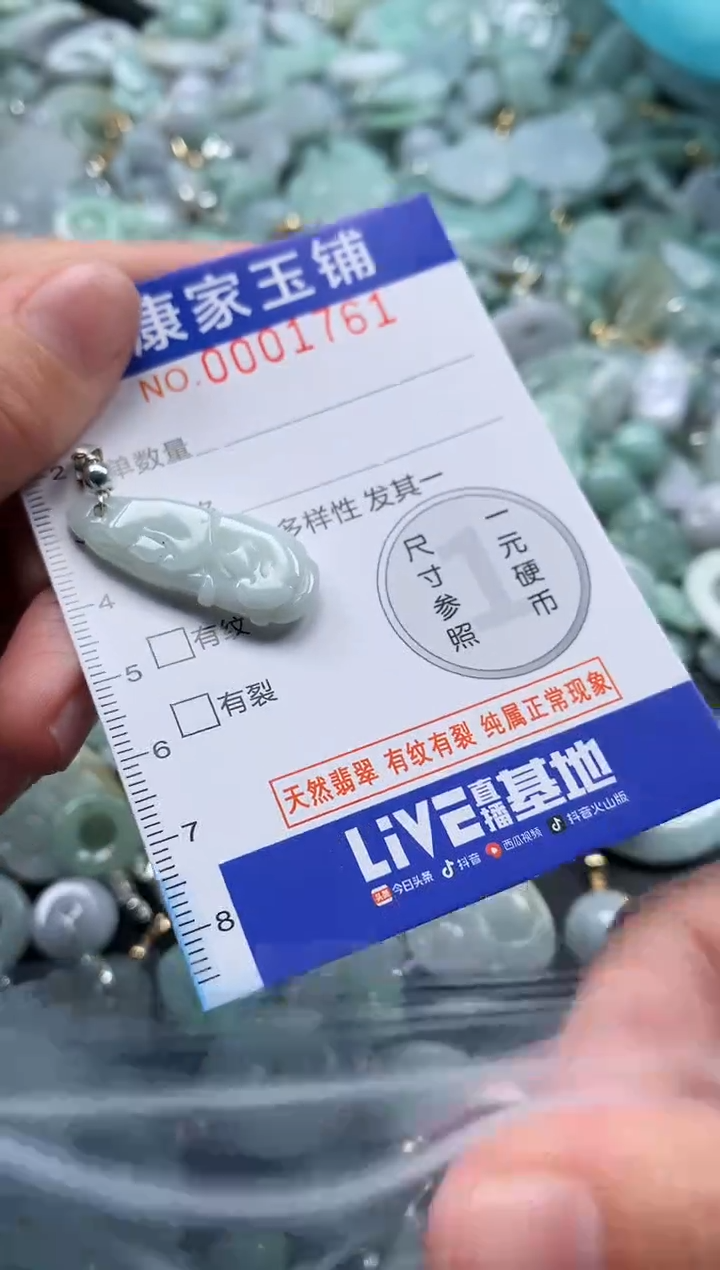 康家玉铺
NO.0001761
单数量
多样性 发其一
一元硬币
尺寸参照
1
2
4
5
6
7
8
有纹
有裂
天然翡翠 有纹有裂 纯属正常现象
LiVE直播基地
头条 今日头条 抖音 西瓜视频 抖音火山版